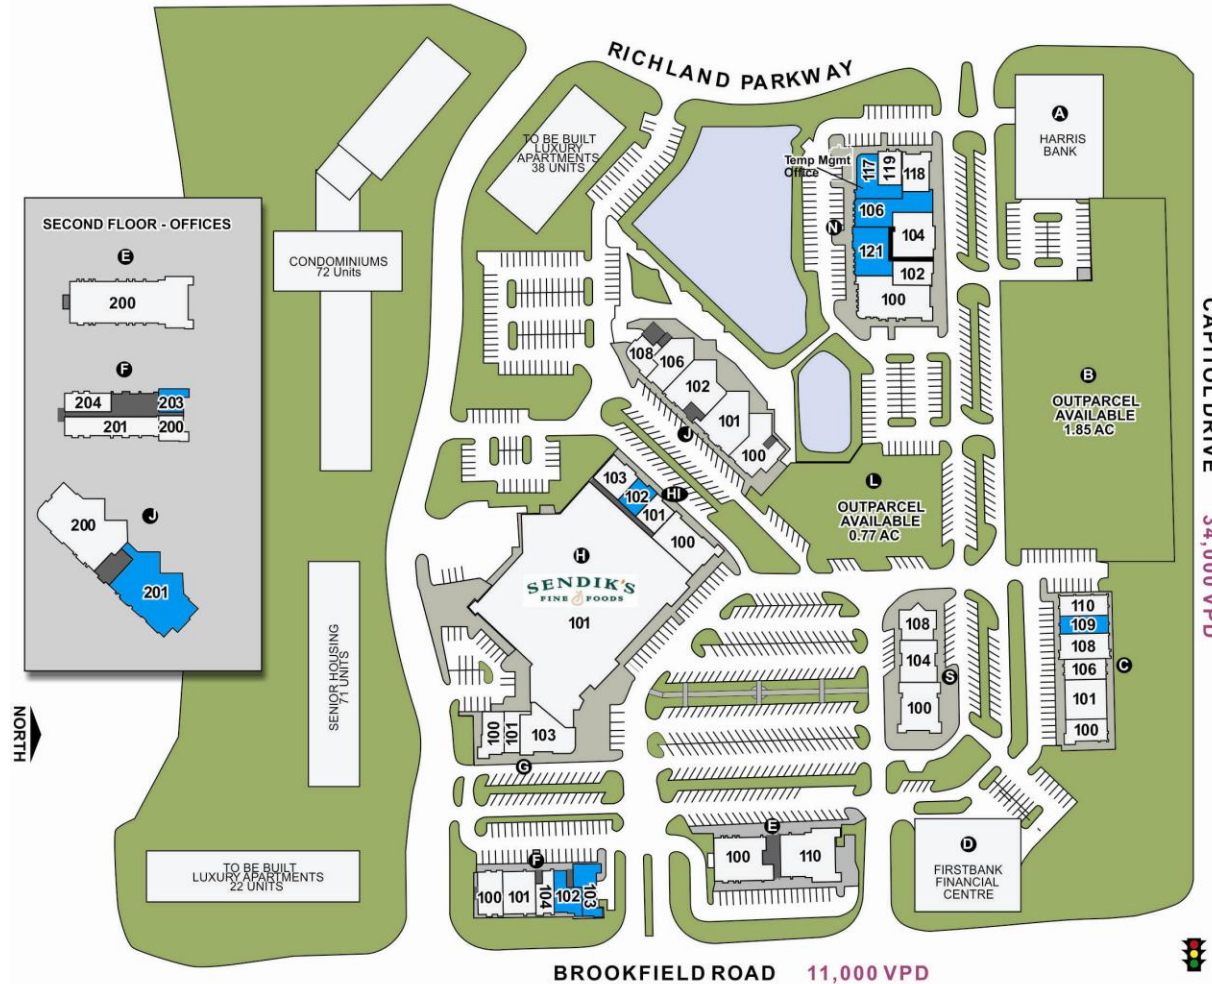 RICHLAND PARKWAY
A
HARRIS
BANK
TO BE BUILT
LUXURY
APARTMENTS
38 UNITS
Temp Mgmt
Office
117
119
118
106
N
104
121
102
100
SECOND FLOOR - OFFICES
E
200
F
204
203
201
200
J
200
201
CONDOMINIUMS
72 Units
108
106
102
101
J
100
B
OUTPARCEL
AVAILABLE
1.85 AC
CAPITOL DRIVE 34,000 VPD
L
OUTPARCEL
AVAILABLE
0.77 AC
103
102
HI
101
100
H
SENDIK'S
FINE FOODS
101
SENIOR HOUSING
71 UNITS
108
104
S
100
110
109
108
C
106
101
100
NORTH
100
101
103
G
E
100
110
D
FIRSTBANK
FINANCIAL
CENTRE
TO BE BUILT
LUXURY APARTMENTS
22 UNITS
F
100
101
104
102
103
BROOKFIELD ROAD 11,000 VPD